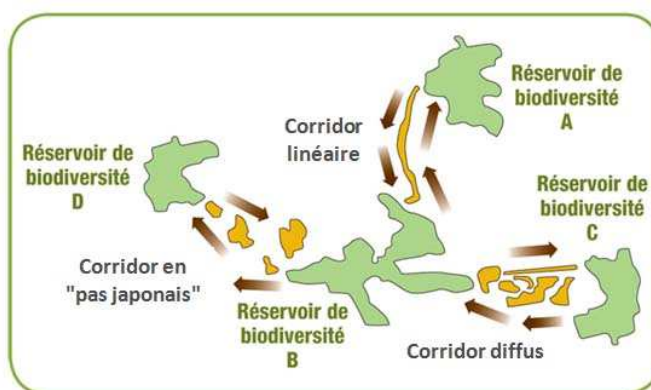 Réservoir de
biodiversité
A
Corridor
linéaire
Réservoir de
biodiversité
D
Réservoir de
biodiversité
C
Corridor en
"pas japonais"
Réservoir de
biodiversité
B
Corridor diffus